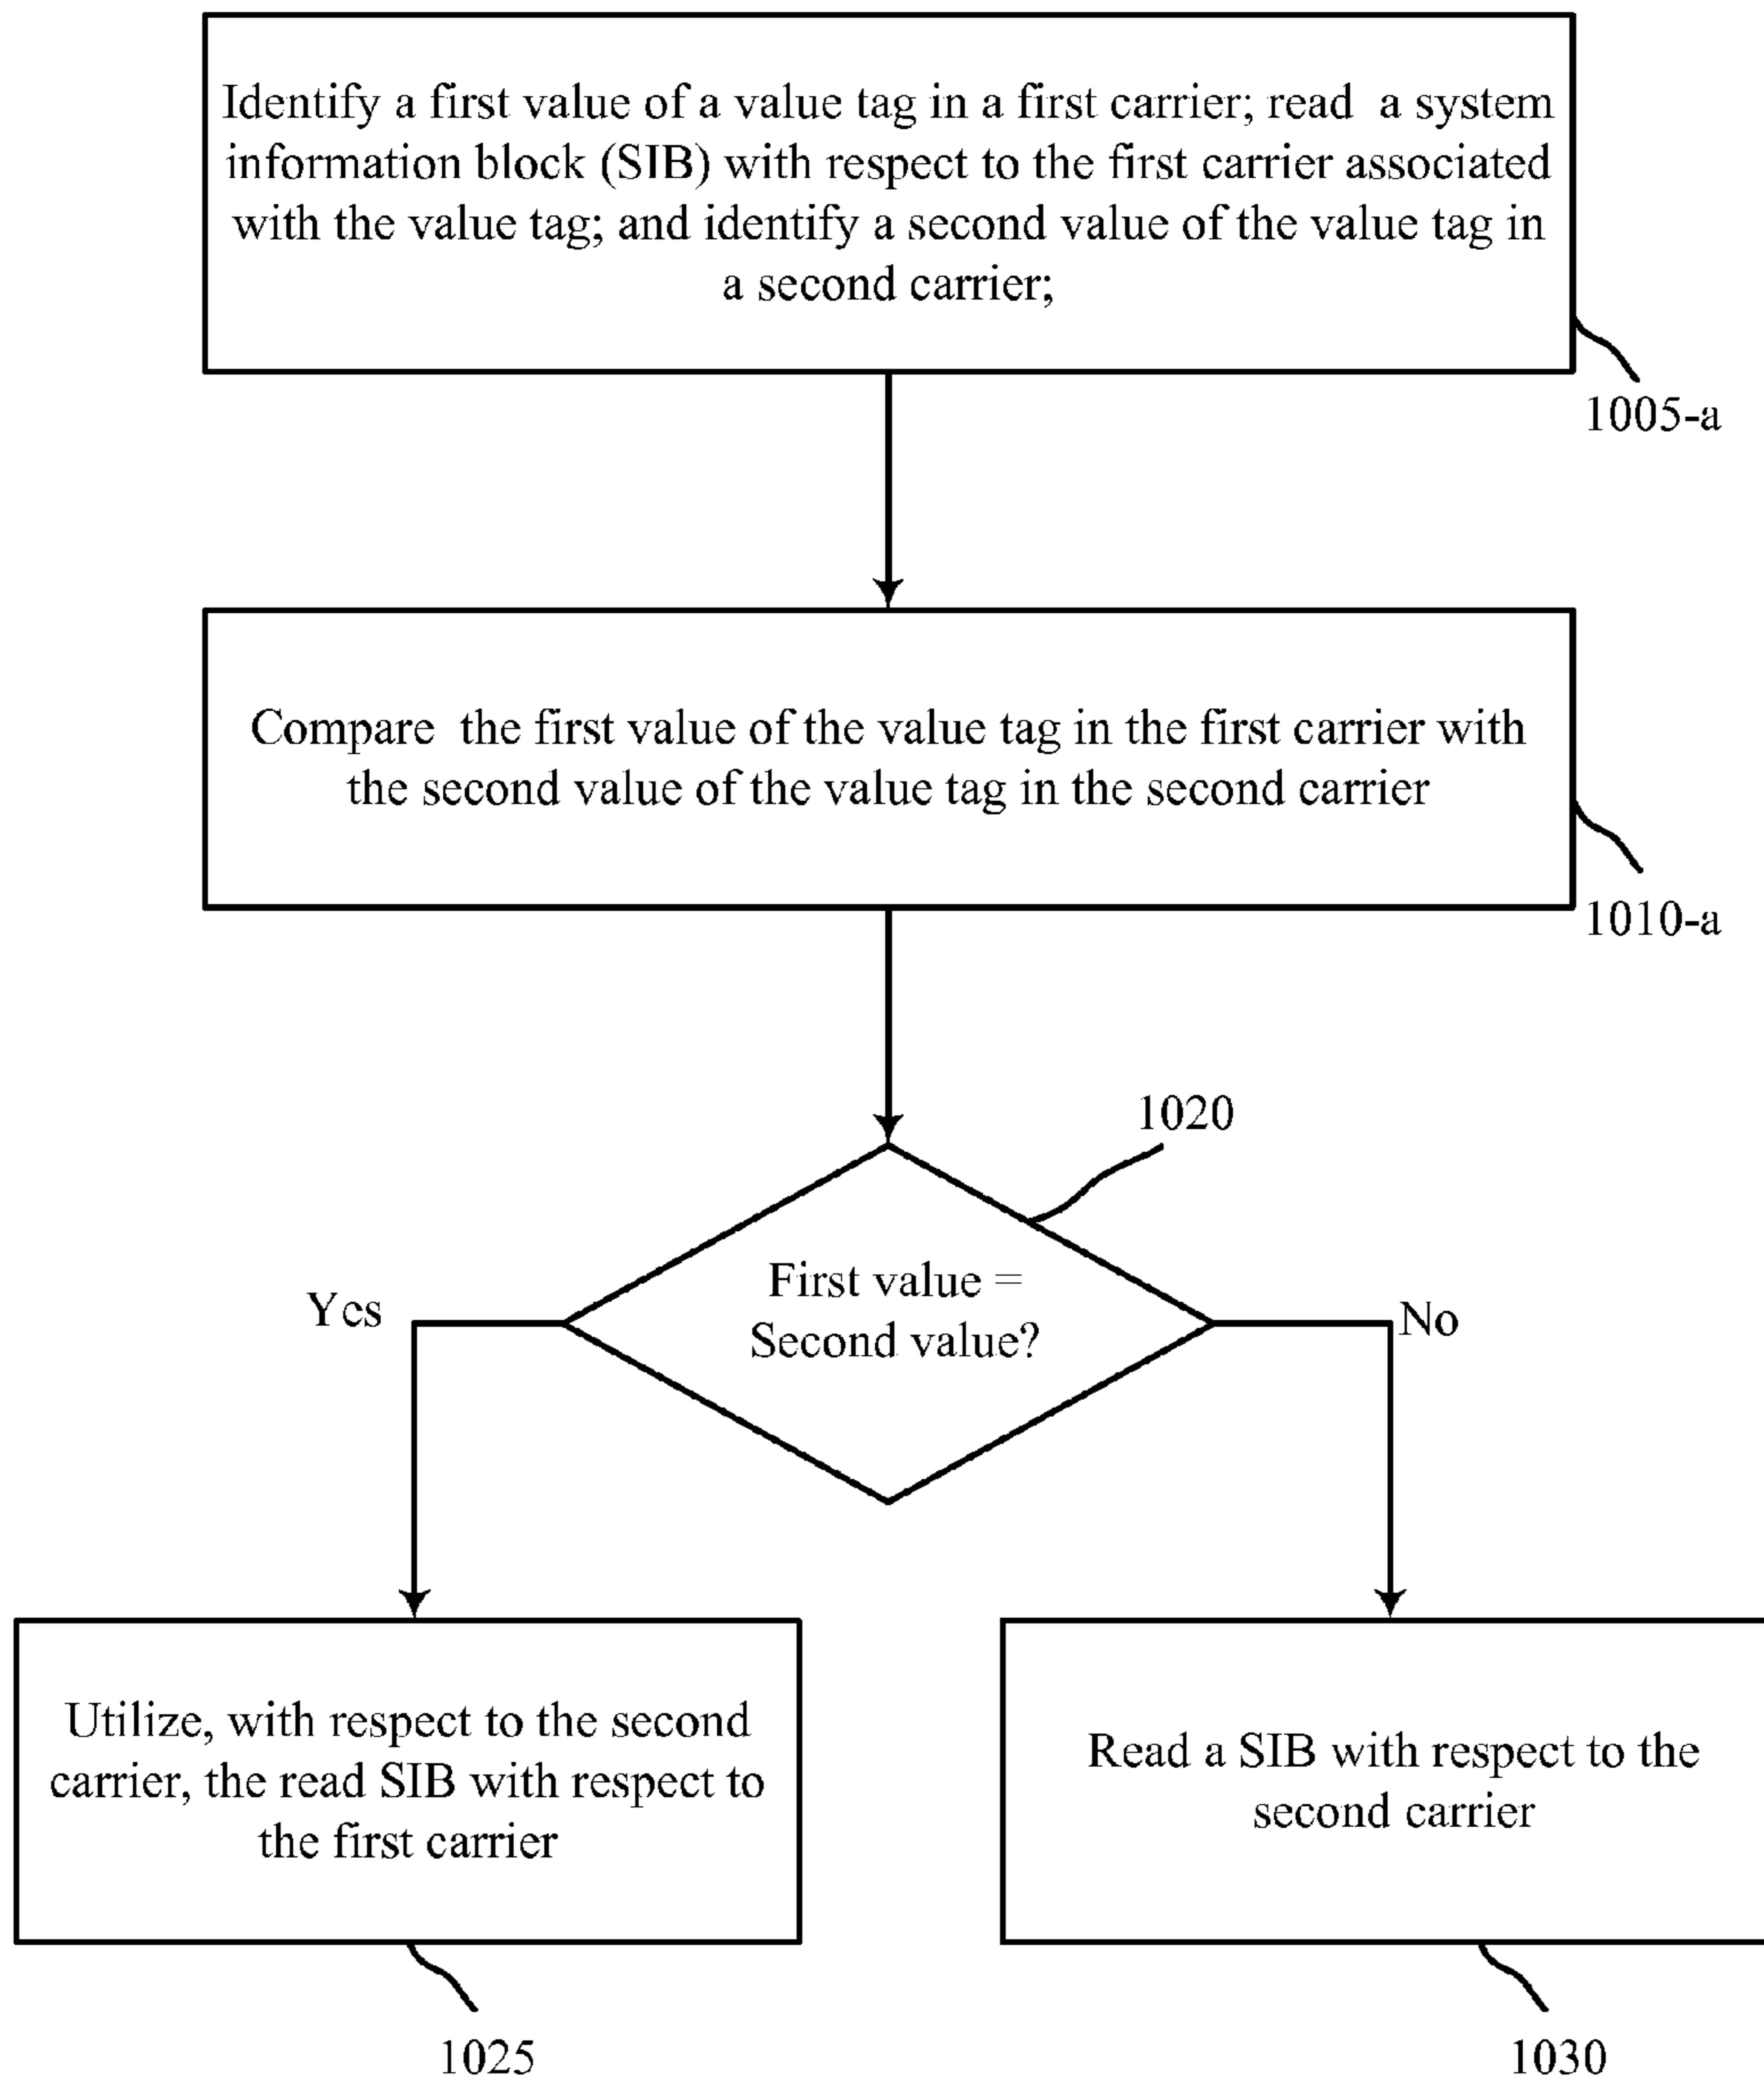 Identify a first value of a value tag in a first carrier; read a system
information block (SIB) with respect to the first carrier associated
with the value tag; and identify a second value of the value tag in
a second carrier;
1005-a
Compare the first value of the value tag in the first carrier with
the second value of the value tag in the second carrier
1010-a
1020
First value =
Second value?
Yes
No
Utilize, with respect to the second
carrier, the read SIB with respect to
the first carrier
Read a SIB with respect to the
second carrier
1025
1030